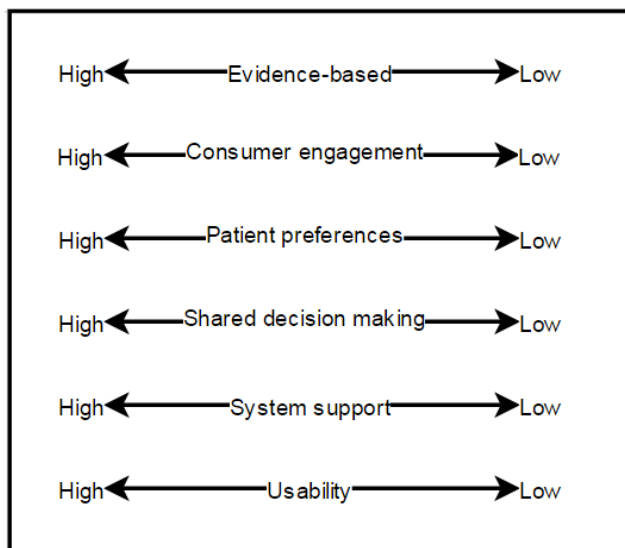 High Evidence-based Low
High Consumer engagement Low
High Patient preferences Low
High Shared decision making Low
High System support Low
High Usability Low